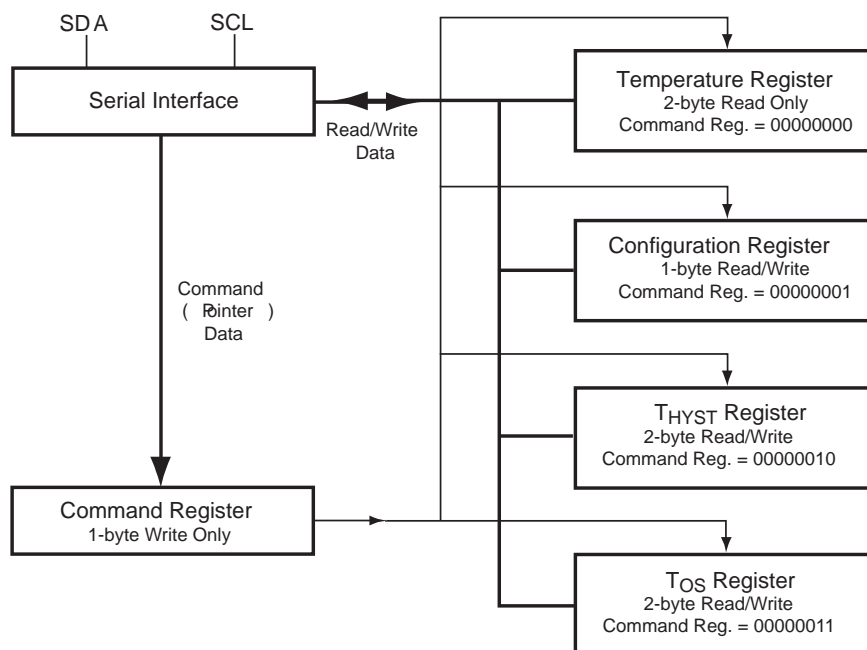 SDA
SCL
Serial Interface
Read/Write
Data
Temperature Register
2-byte Read Only
Command Reg. = 00000000
Configuration Register
1-byte Read/Write
Command Reg. = 00000001
Command
(Pointer)
Data
THYST Register
2-byte Read/Write
Command Reg. = 00000010
Command Register
1-byte Write Only
TOS Register
2-byte Read/Write
Command Reg. = 00000011